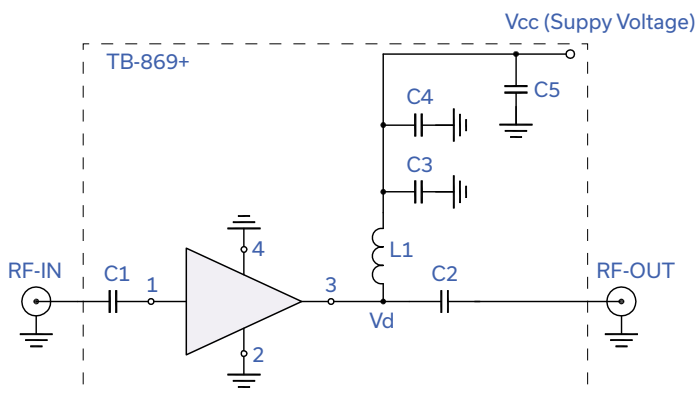 Vcc (Suppy Voltage)
TB-869+
C5
C4
C3
4
L1
RF-IN
C1
1
3
C2
RF-OUT
Vd
2